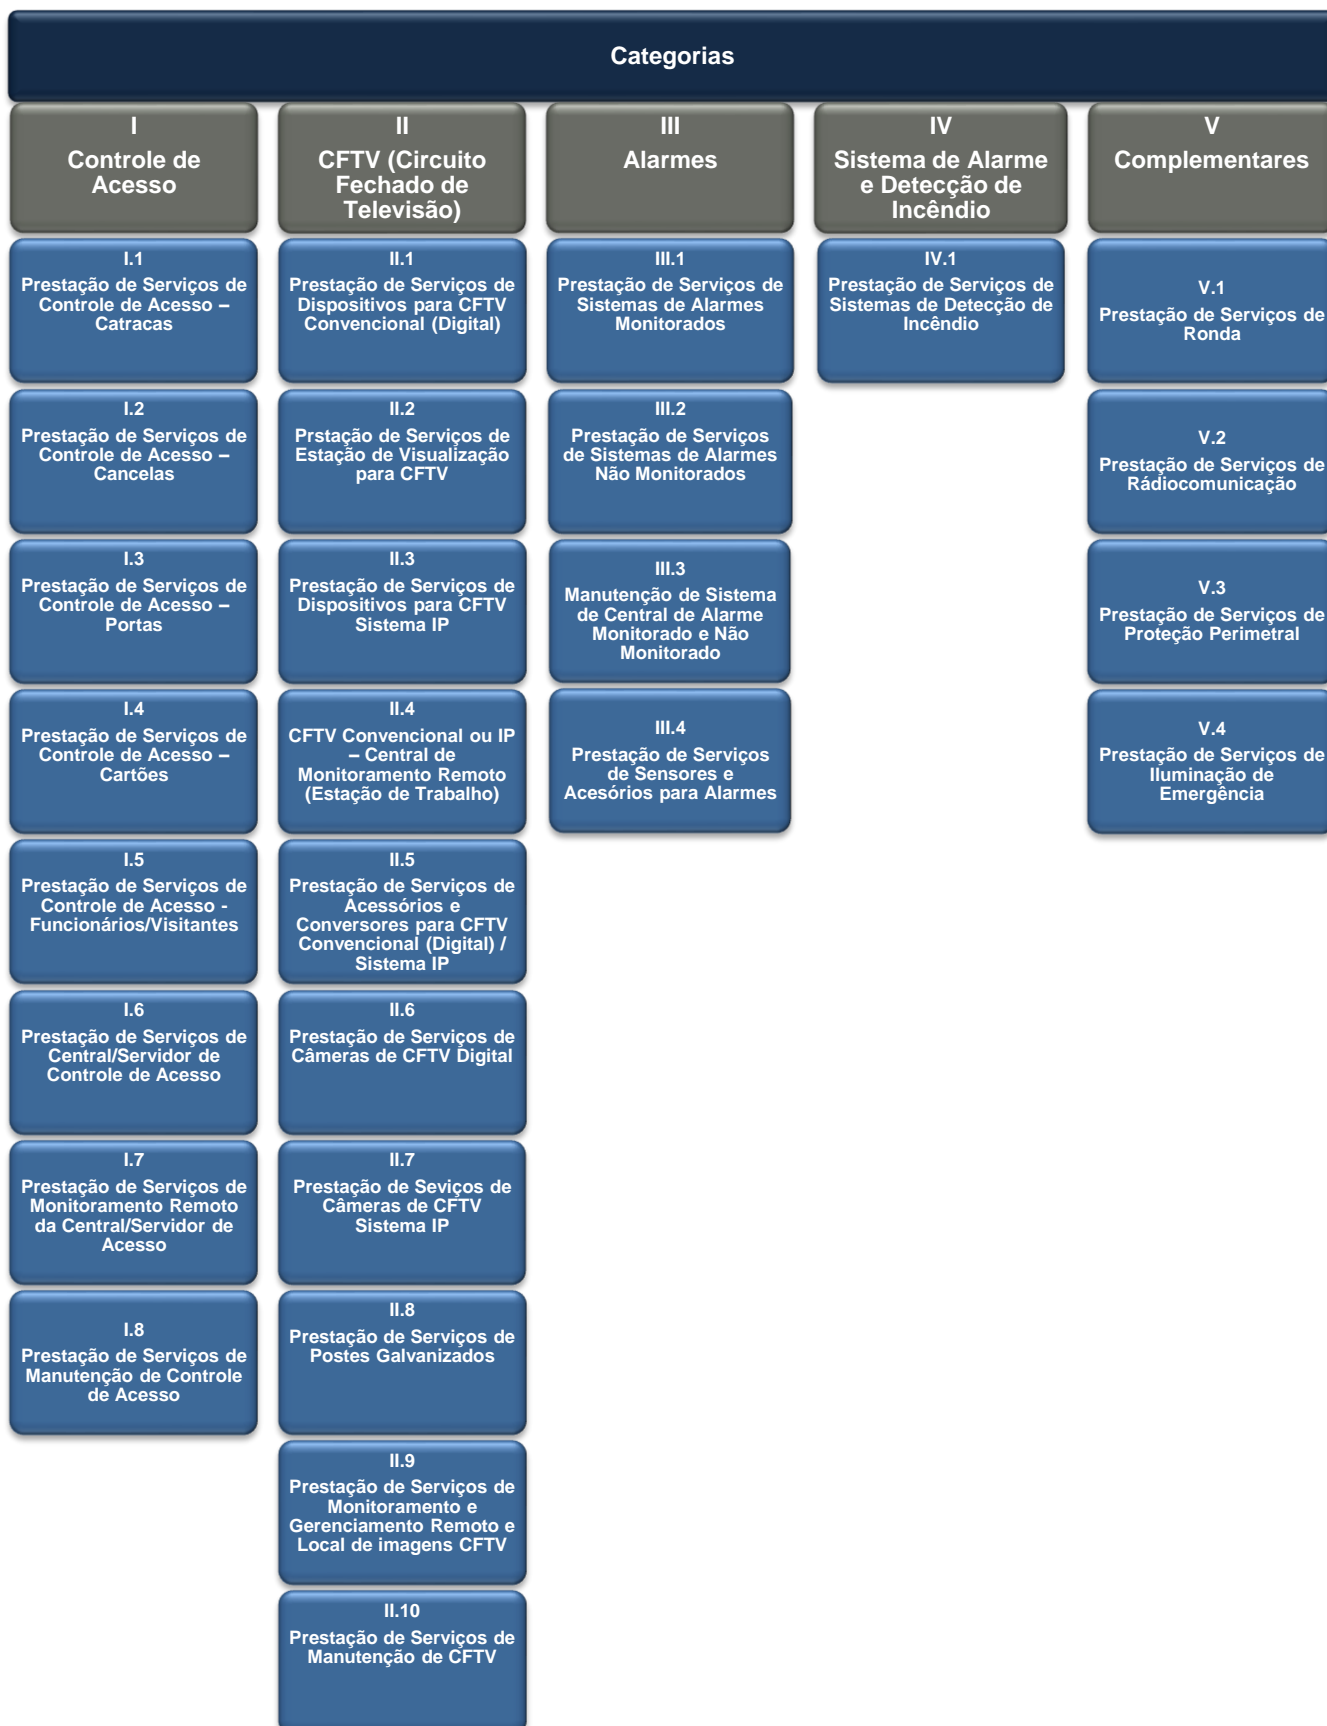 Categorias
I
Controle de
Acesso
I.1
Prestação de Serviços de
Controle de Acesso –
Catracas
I.2
Prestação de Serviços de
Controle de Acesso –
Cancelas
I.3
Prestação de Serviços de
Controle de Acesso –
Portas
I.4
Prestação de Serviços de
Controle de Acesso –
Cartões
I.5
Prestação de Serviços de
Controle de Acesso -
Funcionários/Visitantes
I.6
Prestação de Serviços de
Central/Servidor de
Controle de Acesso
I.7
Prestação de Serviços de
Monitoramento Remoto
da Central/Servidor de
Acesso
I.8
Prestação de Serviços de
Manutenção de Controle
de Acesso
II
CFTV (Circuito
Fechado de
Televisão)
II.1
Prestação de Serviços de
Dispositivos para CFTV
Convencional (Digital)
II.2
Prstação de Serviços de
Estação de Visualização
para CFTV
II.3
Prestação de Serviços de
Dispositivos para CFTV
Sistema IP
II.4
CFTV Convencional ou IP
– Central de
Monitoramento Remoto
(Estação de Trabalho)
II.5
Prestação de Serviços de
Acessórios e
Conversores para CFTV
Convencional (Digital) /
Sistema IP
II.6
Prestação de Serviços de
Câmeras de CFTV Digital
II.7
Prestação de Seviços de
Câmeras de CFTV
Sistema IP
II.8
Prestação de Serviços de
Postes Galvanizados
II.9
Prestação de Serviços de
Monitoramento e
Gerenciamento Remoto e
Local de imagens CFTV
II.10
Prestação de Serviços de
Manutenção de CFTV
III
Alarmes
III.1
Prestação de Serviços de
Sistemas de Alarmes
Monitorados
III.2
Prestação de Serviços
de Sistemas de Alarmes
Não Monitorados
III.3
Manutenção de Sistema
de Central de Alarme
Monitorado e Não
Monitorado
III.4
Prestação de Serviços
de Sensores e
Acesórios para Alarmes
IV
Sistema de Alarme
e Detecção de
Incêndio
IV.1
Prestação de Serviços de
Sistemas de Detecção de
Incêndio
V
Complementares
V.1
Prestação de Serviços de
Ronda
V.2
Prestação de Serviços de
Rádiocomunicação
V.3
Prestação de Serviços de
Proteção Perimetral
V.4
Prestação de Serviços de
Iluminação de
Emergência